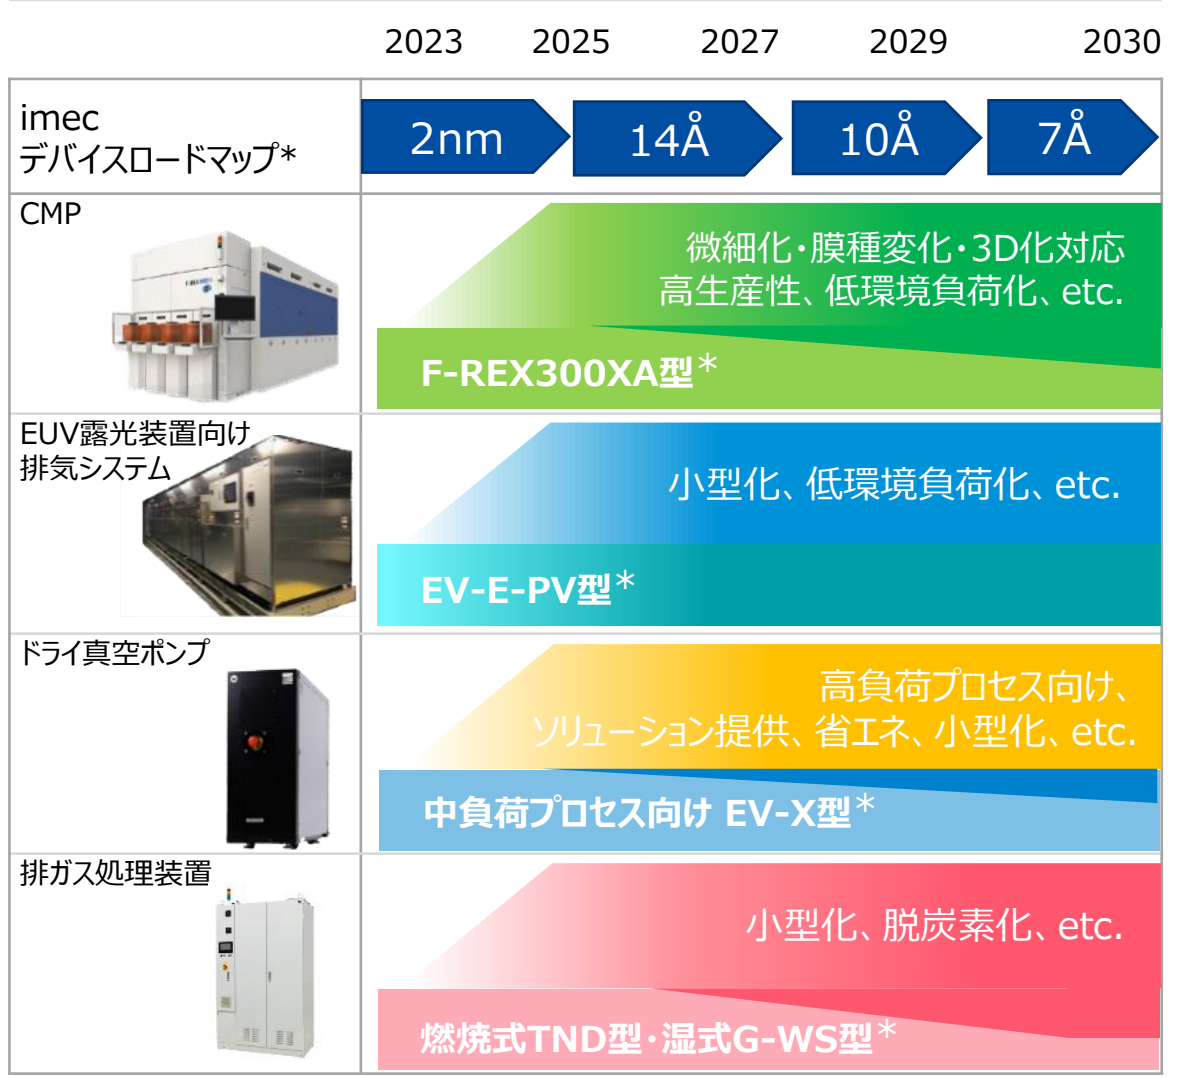 2023 2025 2027 2029 2030
imec
デバイスロードマップ*
2nm 14Å 10Å 7Å
CMP
微細化・膜種変化・3D化対応
高生産性、低環境負荷化、etc.
F-REX300XA型*
EUV露光装置向け
排気システム
小型化、低環境負荷化、etc.
EV-E-PV型*
ドライ真空ポンプ
高負荷プロセス向け、
ソリューション提供、省エネ、小型化、etc.
中負荷プロセス向け EV-X型*
排ガス処理装置
小型化、脱炭素化、etc.
燃焼式TND型・湿式G-WS型*